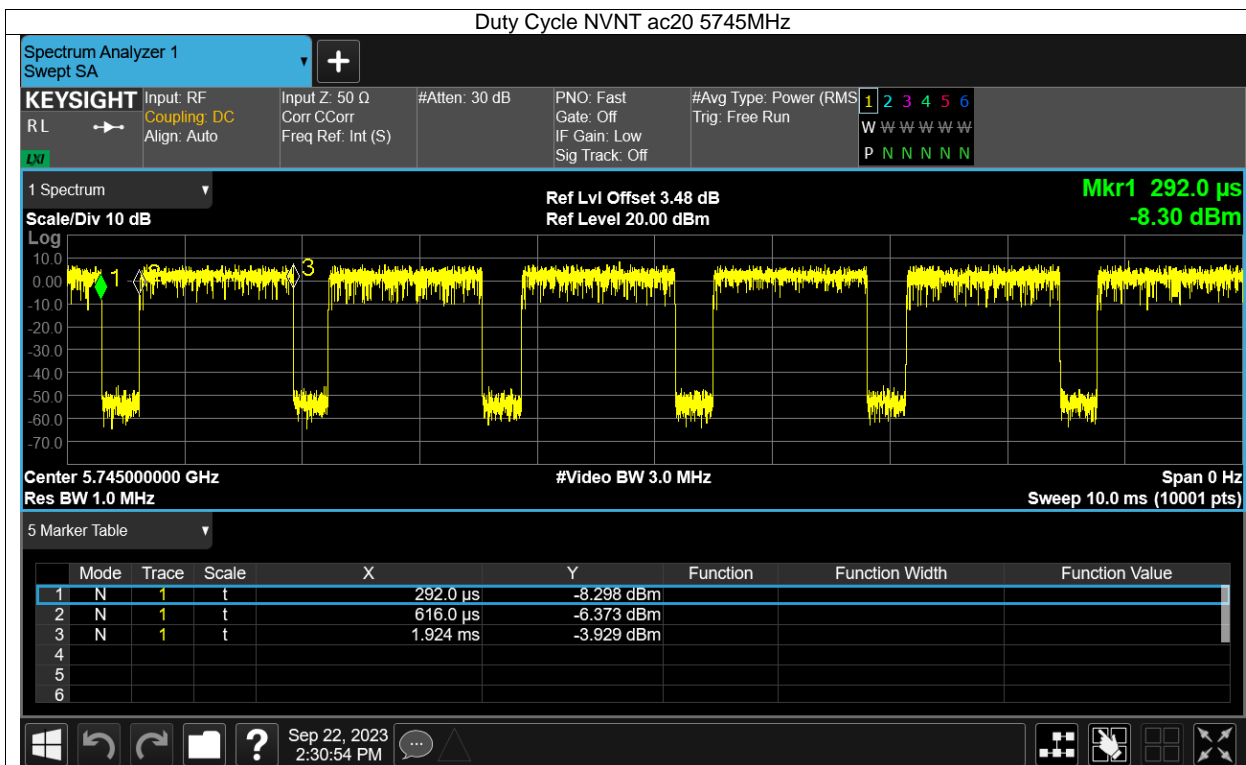 Duty Cycle NVNT ac20 5745MHz
Spectrum Analyzer 1
Swept SA
KEYSIGHT
RL
LXI
Input: RF
Coupling: DC
Align: Auto
Input Z: 50 Ω
Corr CCorr
Freq Ref: Int (S)
#Atten: 30 dB
PNO: Fast
Gate: Off
IF Gain: Low
Sig Track: Off
#Avg Type: Power (RMS
Trig: Free Run
1 2 3 4 5 6
W W W W W W
P N N N N N
1 Spectrum
Scale/Div 10 dB
Ref Lvl Offset 3.48 dB
Ref Level 20.00 dBm
Mkr1 292.0 µs
-8.30 dBm
Log
10.0
0.00
-10.0
-20.0
-30.0
-40.0
-50.0
-60.0
-70.0
1
2
3
Center 5.745000000 GHz
#Video BW 3.0 MHz
Span 0 Hz
Res BW 1.0 MHz
Sweep 10.0 ms (10001 pts)
5 Marker Table
Mode Trace Scale X Y Function Function Width Function Value
1 N 1 t 292.0 µs -8.298 dBm
2 N 1 t 616.0 µs -6.373 dBm
3 N 1 t 1.924 ms -3.929 dBm
4
5
6
?
Sep 22, 2023
2:30:54 PM